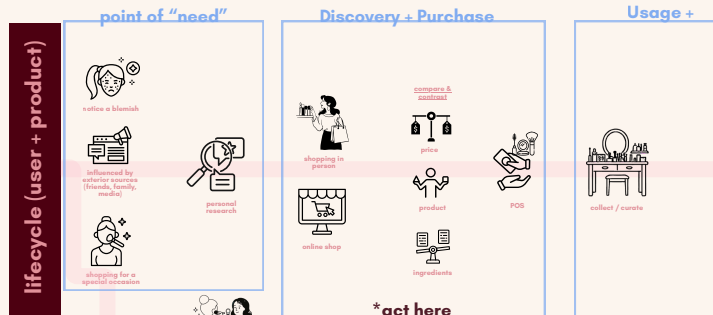 point of “need”
Discovery + Purchase
Usage +
lifecycle (user + product)
notice a blemish
influenced by
exterior sources
(friends, family,
media)
shopping for a
special occasion
personal
research
shopping in
person
online shop
compare &
contrast
price
product
ingredients
POS
collect / curate
*act here